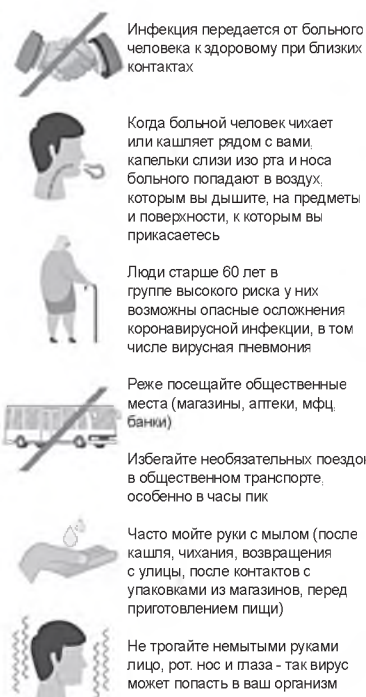 Инфекция передается от больного
человека к здоровому при близких
контактах
Когда больной человек чихает
или кашляет рядом с вами,
капельки слизи изо рта и носа
больного попадают в воздух,
которым вы дышите, на предметы
и поверхности, к которым вы
прикасаетесь
Люди старше 60 лет в
группе высокого риска у них
возможны опасные осложнения
коронавирусной инфекции, в том
числе вирусная пневмония
Реже посещайте общественные
места (магазины, аптеки, мфц,
банки)
Избегайте необязательных поездок
в общественном транспорте,
особенно в часы пик
Часто мойте руки с мылом (после
кашля, чихания, возвращения
с улицы, после контактов с
упаковками из магазинов, перед
приготовлением пищи)
Не трогайте немытыми руками
лицо, рот. нос и глаза - так вирус
может попасть в ваш организм